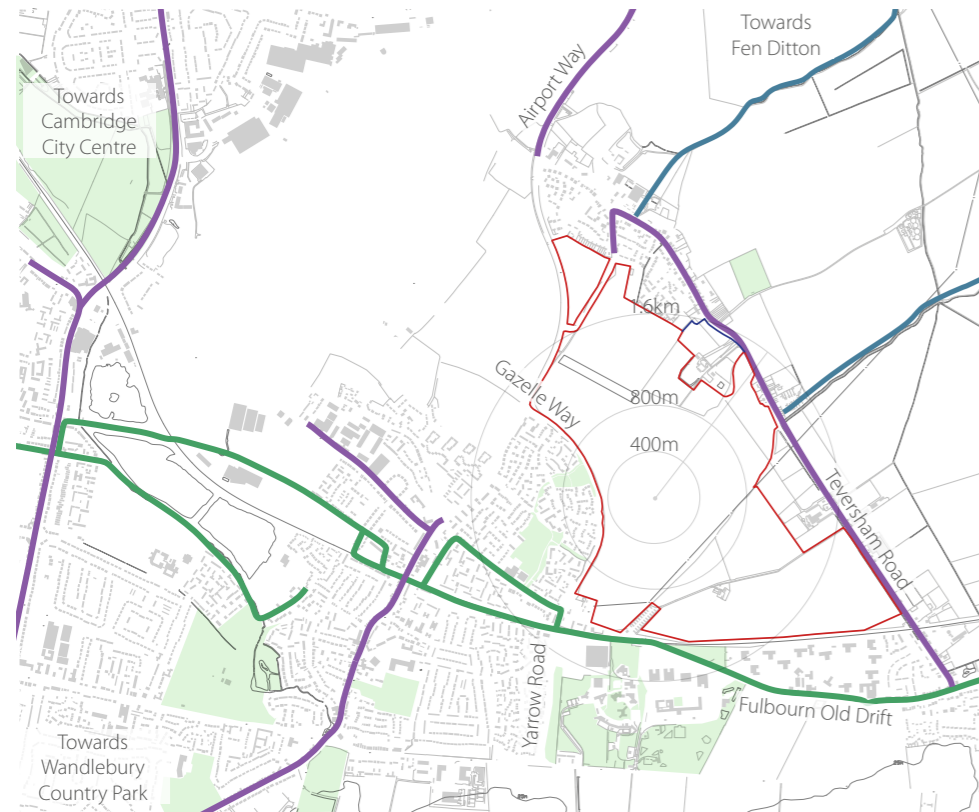 Towards
Fen Ditton
Airport Way
Towards
Cambridge
City Centre
1.6km
Gazelle Way
800m
400m
Teversham Road
Yarrow Road
Fulbourn Old Drift
Towards
Wandlebury
Country Park